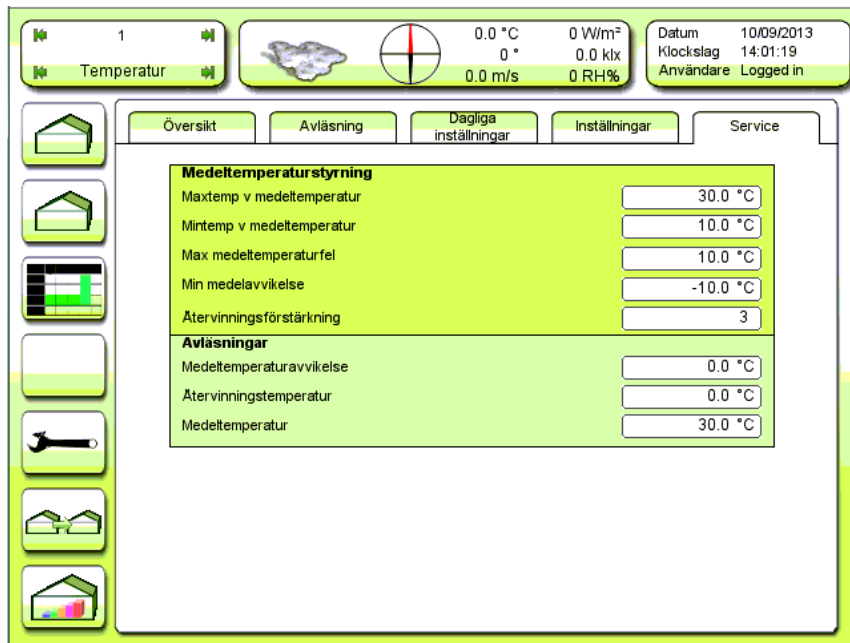 1
Temperatur
0.0 °C
0 °
0.0 m/s
0 W/m²
0.0 klx
0 RH%
Datum 10/09/2013
Klockslag 14:01:19
Användare Logged in
Översikt
Avläsning
Dagliga
inställningar
Inställningar
Service
Medeltemperaturstyrning
Maxtemp v medeltemperatur 30.0 °C
Mintemp v medeltemperatur 10.0 °C
Max medeltemperaturfel 10.0 °C
Min medelavvikelse -10.0 °C
Återvinningsförstärkning 3
Avläsningar
Medeltemperaturavvikelse 0.0 °C
Återvinningstemperatur 0.0 °C
Medeltemperatur 30.0 °C